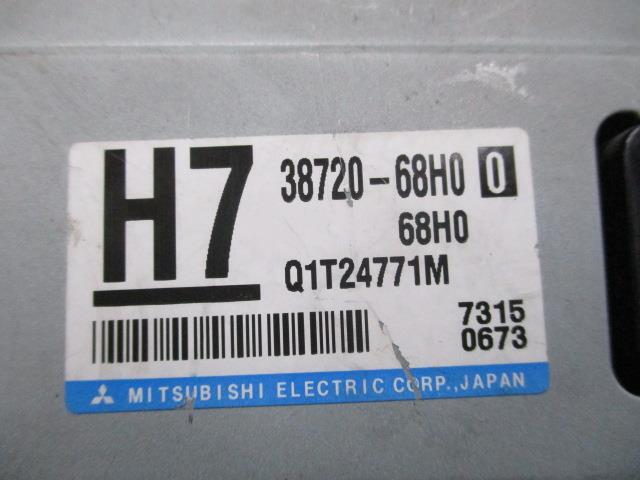 H7
38720-68H0 0
68H0
Q1T24771M
7315
0673
MITSUBISHI ELECTRIC CORP., JAPAN